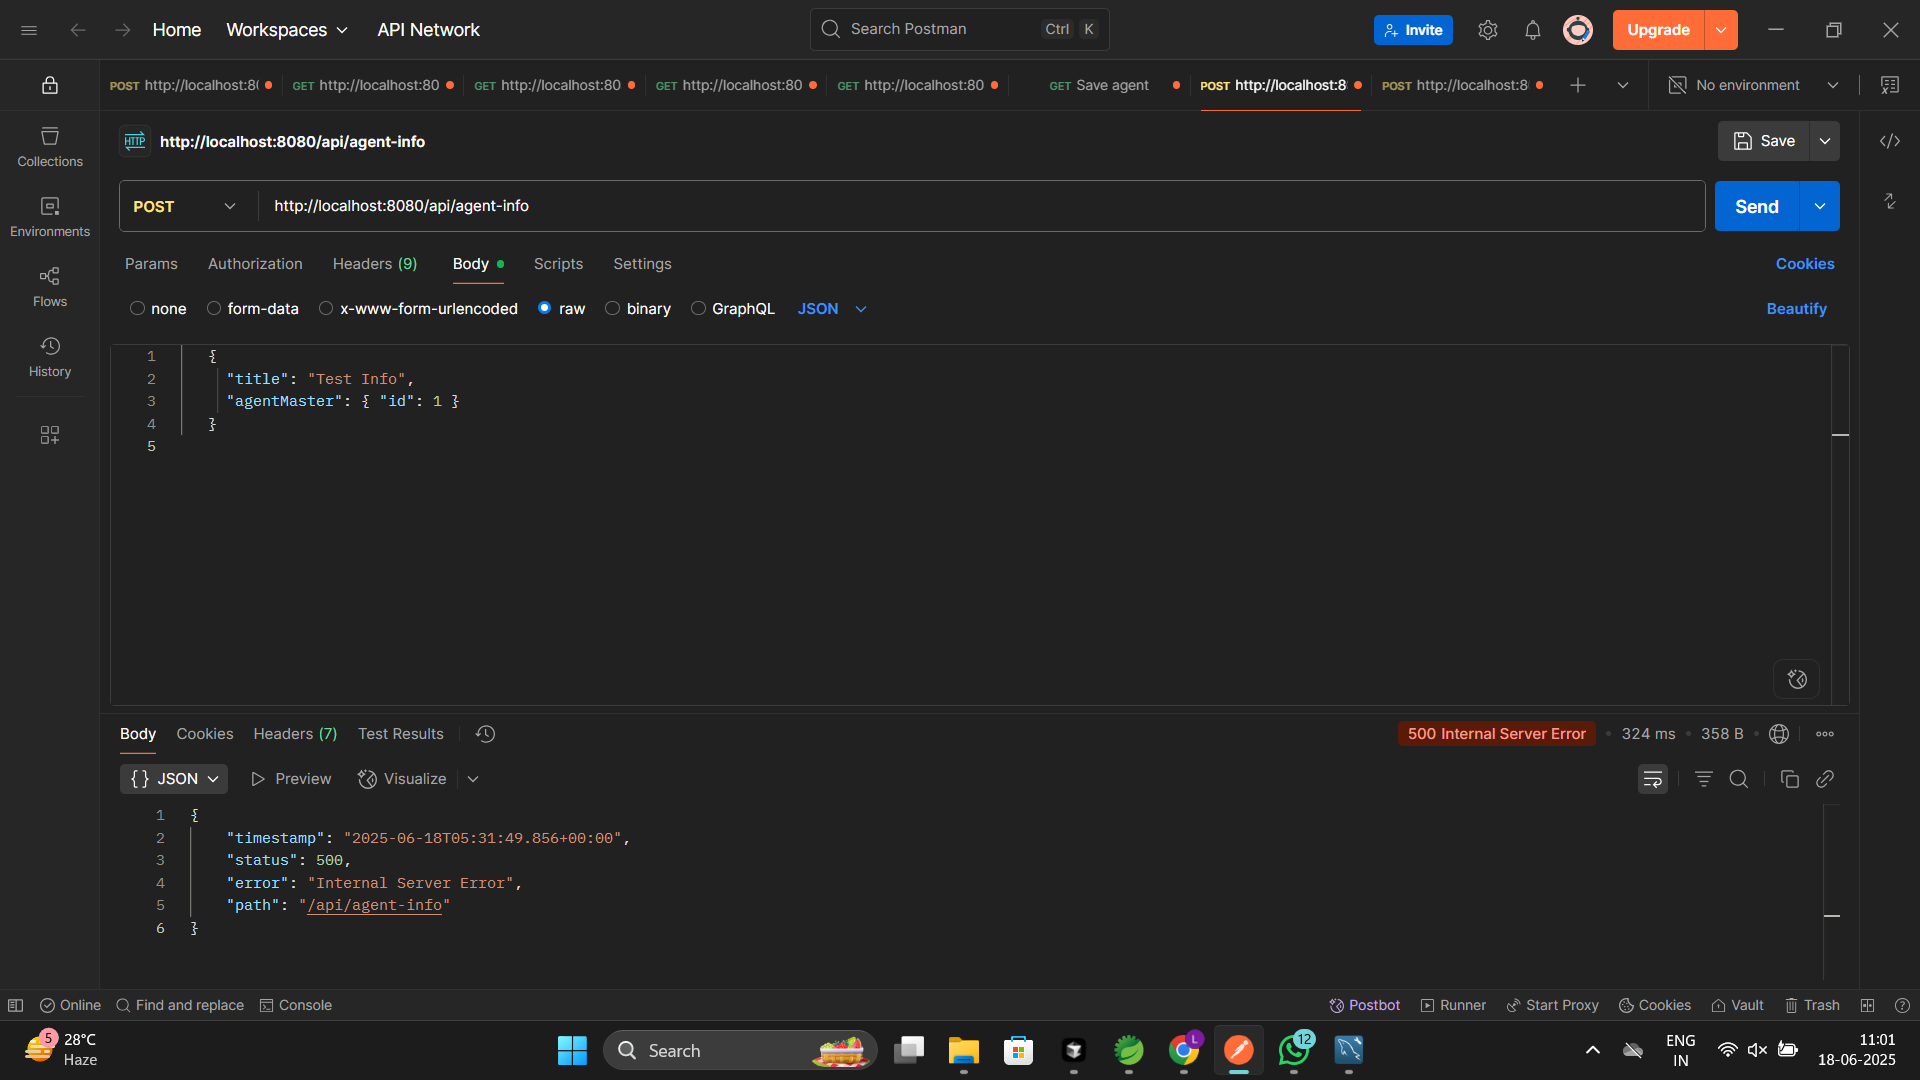 Home
Workspaces
API Network
Search Postman
Ctrl
K
Invite
Upgrade
POST http://localhost:80
GET http://localhost:80
GET http://localhost:80
GET http://localhost:80
GET http://localhost:80
GET Save agent
POST http://localhost:8
POST http://localhost:8
No environment
Collections
Environments
Flows
History
HTTP
http://localhost:8080/api/agent-info
Save
POST
http://localhost:8080/api/agent-info
Send
Params
Authorization
Headers (9)
Body
Scripts
Settings
Cookies
none
form-data
x-www-form-urlencoded
raw
binary
GraphQL
JSON
Beautify
1 {
2 "title": "Test Info",
3 "agentMaster": { "id": 1 }
4 }
5
Body
Cookies
Headers (7)
Test Results
500 Internal Server Error
324 ms
358 B
{} JSON
Preview
Visualize
1 {
2 "timestamp": "2025-06-18T05:31:49.856+00:00",
3 "status": 500,
4 "error": "Internal Server Error",
5 "path": "/api/agent-info"
6 }
Online
Find and replace
Console
Postbot
Runner
Start Proxy
Cookies
Vault
Trash
5
28°C
Haze
Search
L
12
ENG
IN
11:01
18-06-2025